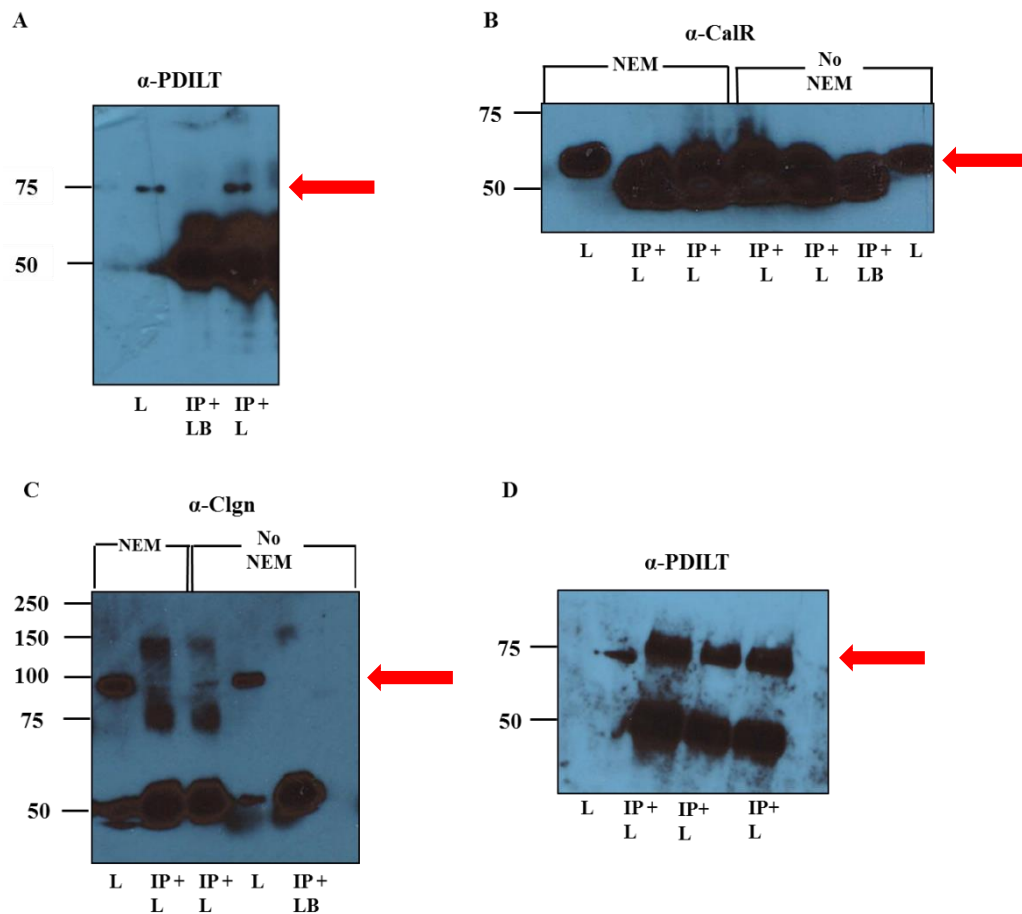 A
α-PDILT
75
50
L IP + IP +
LB L
B
α-CalR
NEM No
NEM
75
50
L IP + IP + IP + IP + IP + L
L L L L LB
C
α-Clgn
NEM No
NEM
250
150
100
75
50
L IP + IP + L IP +
L L LB
D
α-PDILT
75
50
L IP + IP+ IP+
L L L